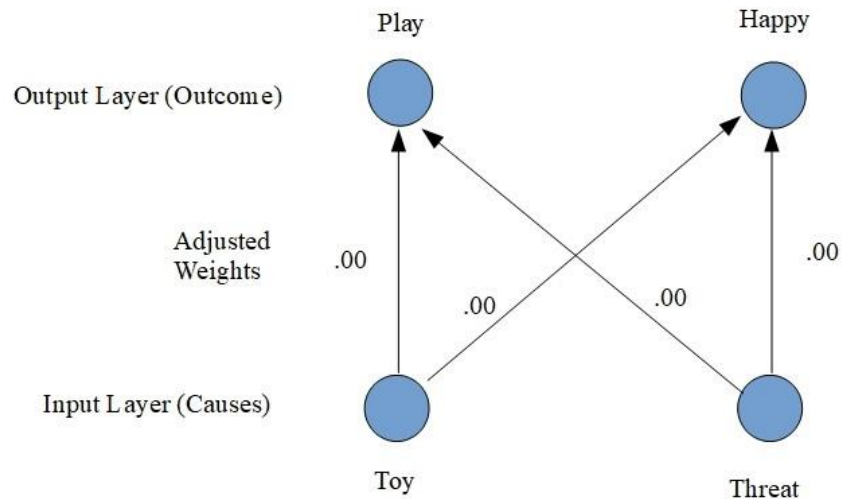 Play
Happy
Output Layer (Outcome)
Adjusted
Weights
.00
.00
.00
.00
Input Layer (Causes)
Toy
Threat